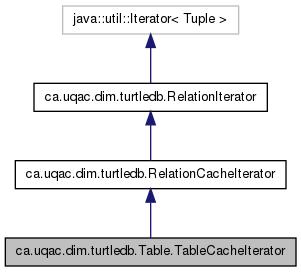 java::util::Iterator< Tuple >
ca.uqac.dim.turtledb.RelationIterator
ca.uqac.dim.turtledb.RelationCacheIterator
ca.uqac.dim.turtledb.Table.TableCacheIterator